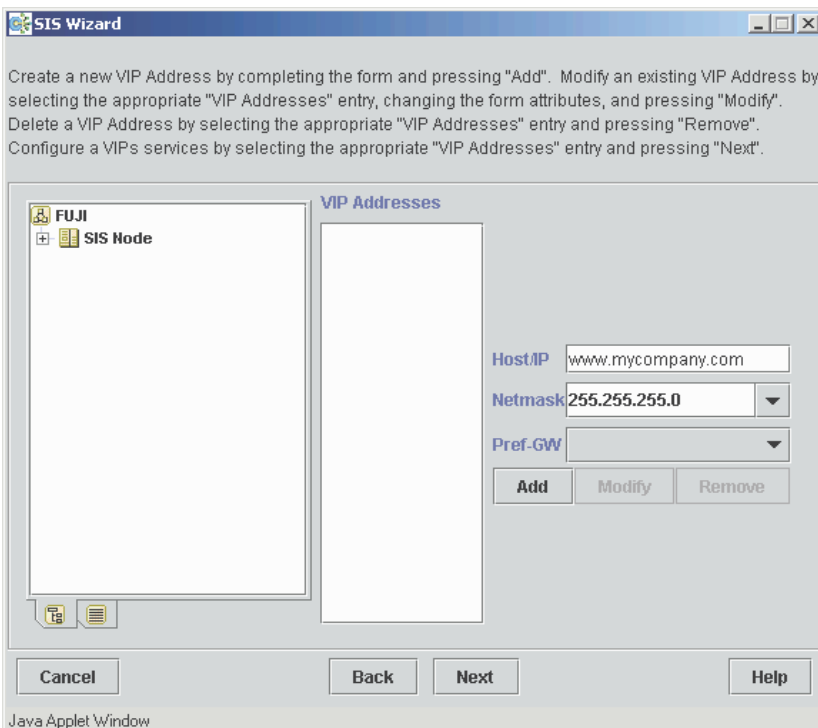 SIS Wizard
Create a new VIP Address by completing the form and pressing "Add". Modify an existing VIP Address by
selecting the appropriate "VIP Addresses" entry, changing the form attributes, and pressing "Modify".
Delete a VIP Address by selecting the appropriate "VIP Addresses" entry and pressing "Remove".
Configure a VIPs services by selecting the appropriate "VIP Addresses" entry and pressing "Next".
FUJI
SIS Node
VIP Addresses
Host/IP www.mycompany.com
Netmask 255.255.255.0
Pref-GW
Add Modify Remove
Cancel Back Next Help
Java Applet Window